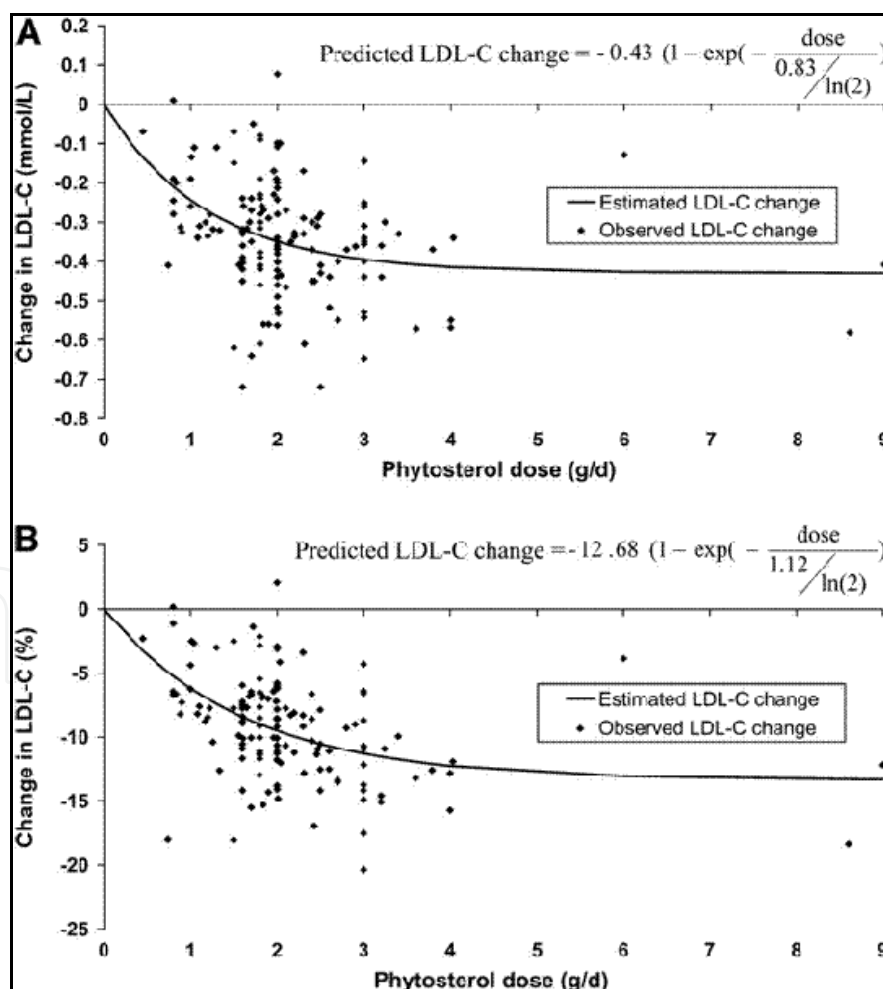 A
Predicted LDL-C change = - 0.43 (1 - exp( - dose / 0.83 / ln(2) )
Change in LDL-C (mmol/L)
0.2
0.1
0
-0.1
-0.2
-0.3
-0.4
-0.5
-0.6
-0.7
-0.8
Estimated LDL-C change
Observed LDL-C change
0 1 2 3 4 5 6 7 8 9
Phytosterol dose (g/d)
B
Predicted LDL-C change =- 12 .68 (1 - exp( - dose / 1.12 / ln(2) )
Change in LDL-C (%)
5
0
-5
-10
-15
-20
-25
Estimated LDL-C change
Observed LDL-C change
0 1 2 3 4 5 6 7 8 9
Phytosterol dose (g/d)